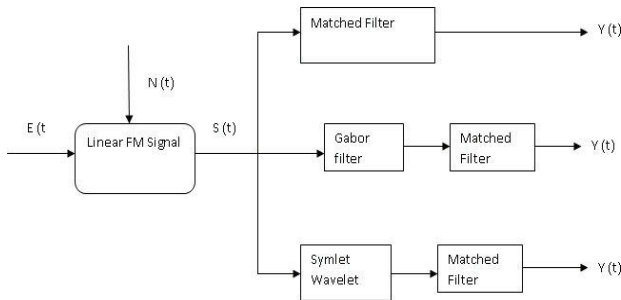 Matched Filter
Y (t)
N (t)
E (t
Linear FM Signal
S (t)
Gabor
filter
Matched
Filter
Y (t)
Symlet
Wavelet
Matched
Filter
Y (t)